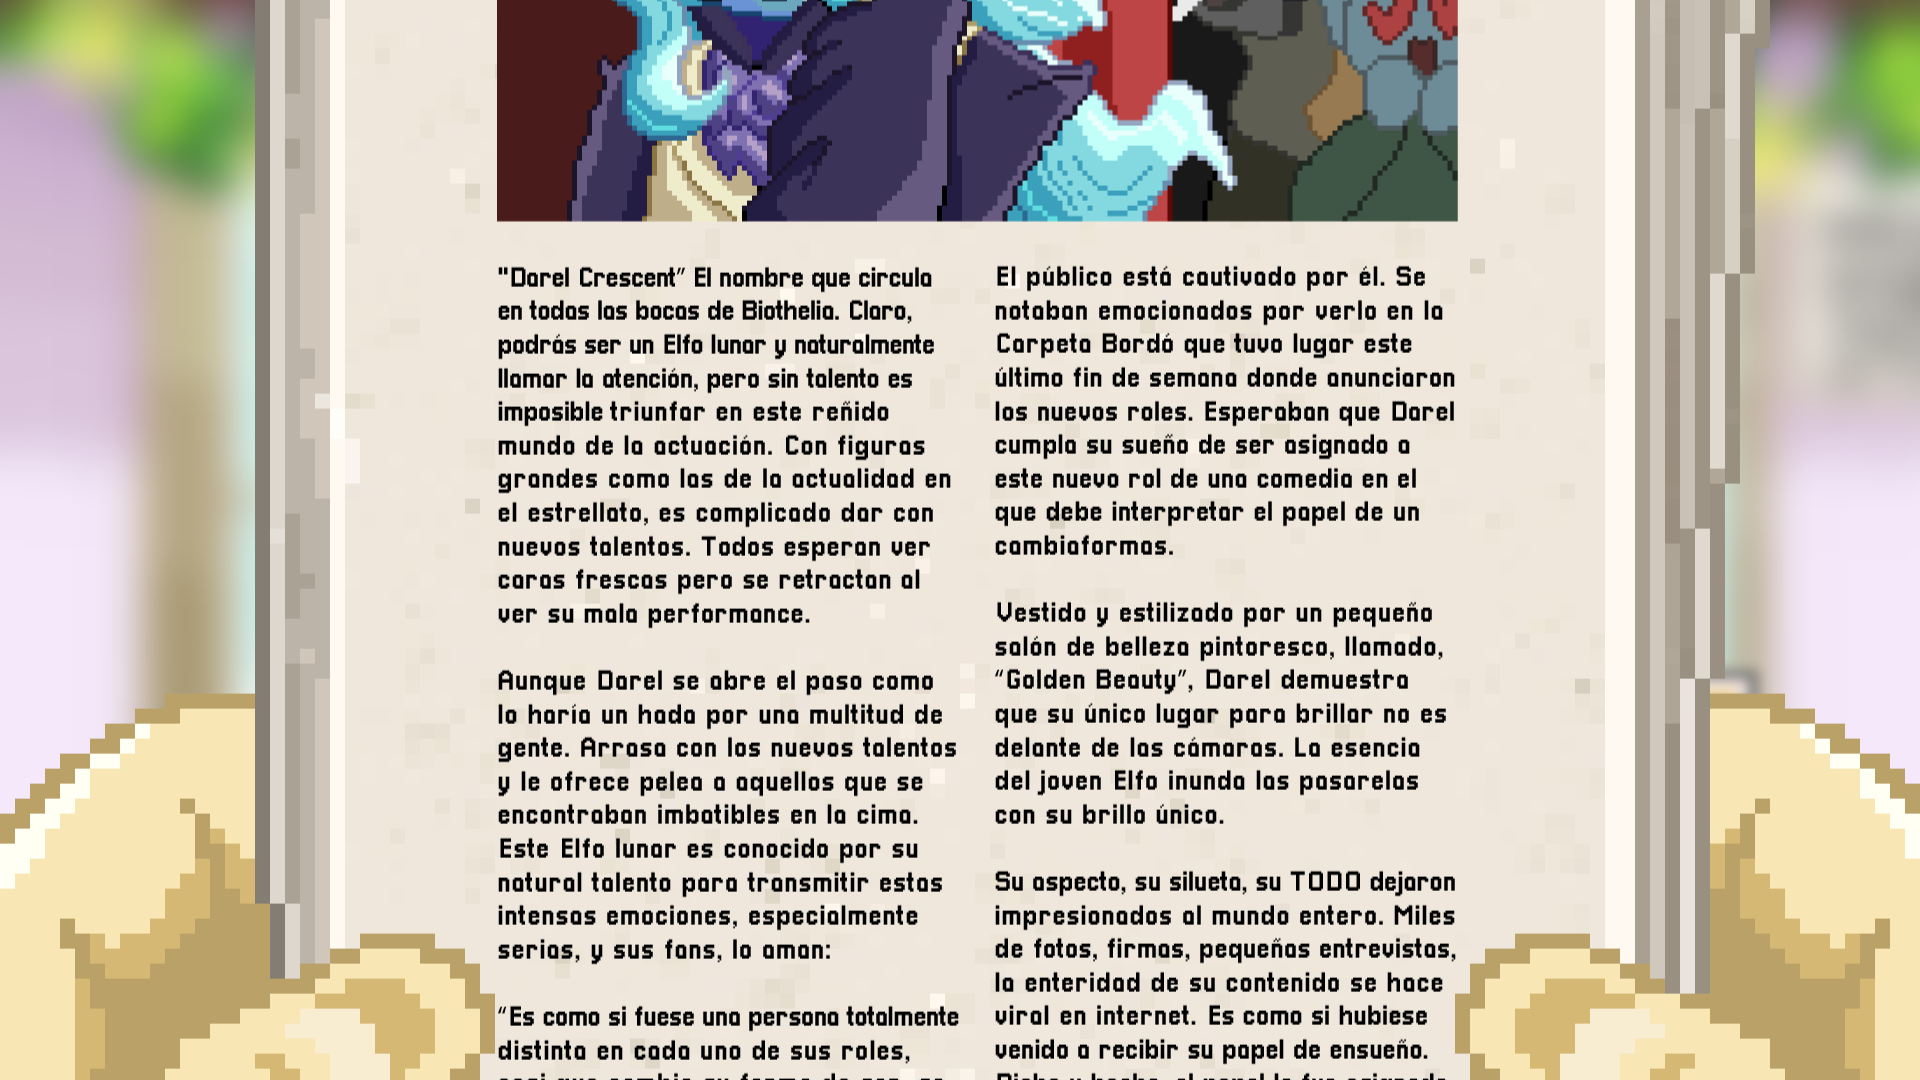 "Darel Crescent” El nombre que circula
en todas las bocas de Biothelia. Claro,
podrás ser un Elfo lunar y naturalmente
llamar la atención, pero sin talento es
imposible triunfar en este reñido
mundo de la actuación. Con figuras
grandes como las de la actualidad en
el estrellato, es complicado dar con
nuevos talentos. Todos esperan ver
caras frescas pero se retractan al
ver su mala performance.
Aunque Darel se abre el paso como
lo haría un hada por una multitud de
gente. Arrasa con los nuevos talentos
y le ofrece pelea a aquellos que se
encontraban imbatibles en la cima.
Este Elfo lunar es conocido por su
natural talento para transmitir estas
intensas emociones, especialmente
serias, y sus fans, lo aman:
“Es como si fuese una persona totalmente
distinta en cada uno de sus roles,
El público está cautivado por él. Se
notaban emocionados por verlo en la
Carpeta Bordó que tuvo lugar este
último fin de semana donde anunciaron
los nuevos roles. Esperaban que Darel
cumpla su sueño de ser asignado a
este nuevo rol de una comedia en el
que debe interpretar el papel de un
cambiaformas.
Vestido y estilizado por un pequeño
salón de belleza pintoresco, llamado,
“Golden Beauty”, Darel demuestra
que su único lugar para brillar no es
delante de las cámaras. La esencia
del joven Elfo inunda las pasarelas
con su brillo único.
Su aspecto, su silueta, su TODO dejaron
impresionados al mundo entero. Miles
de fotos, firmas, pequeñas entrevistas,
la enteridad de su contenido se hace
viral en internet. Es como si hubiese
venido a recibir su papel de ensueño.